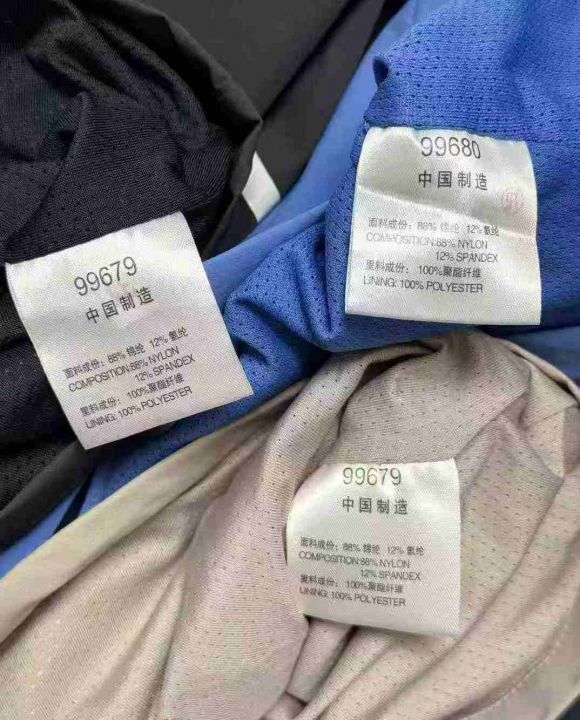 99680
中国制造
面料成份：88% 锦纶 12% 氨纶
COMPOSITION:88% NYLON
12% SPANDEX
里料成份：100%聚酯纤维
LINING: 100% POLYESTER
99679
中国制造
面料成份：88% 锦纶 12% 氨纶
COMPOSITION:88% NYLON
12% SPANDEX
里料成份：100%聚酯纤维
LINING: 100% POLYESTER
99679
中国制造
面料成份：88% 锦纶 12% 氨纶
COMPOSITION:88% NYLON
12% SPANDEX
里料成份：100%聚酯纤维
LINING: 100% POLYESTER